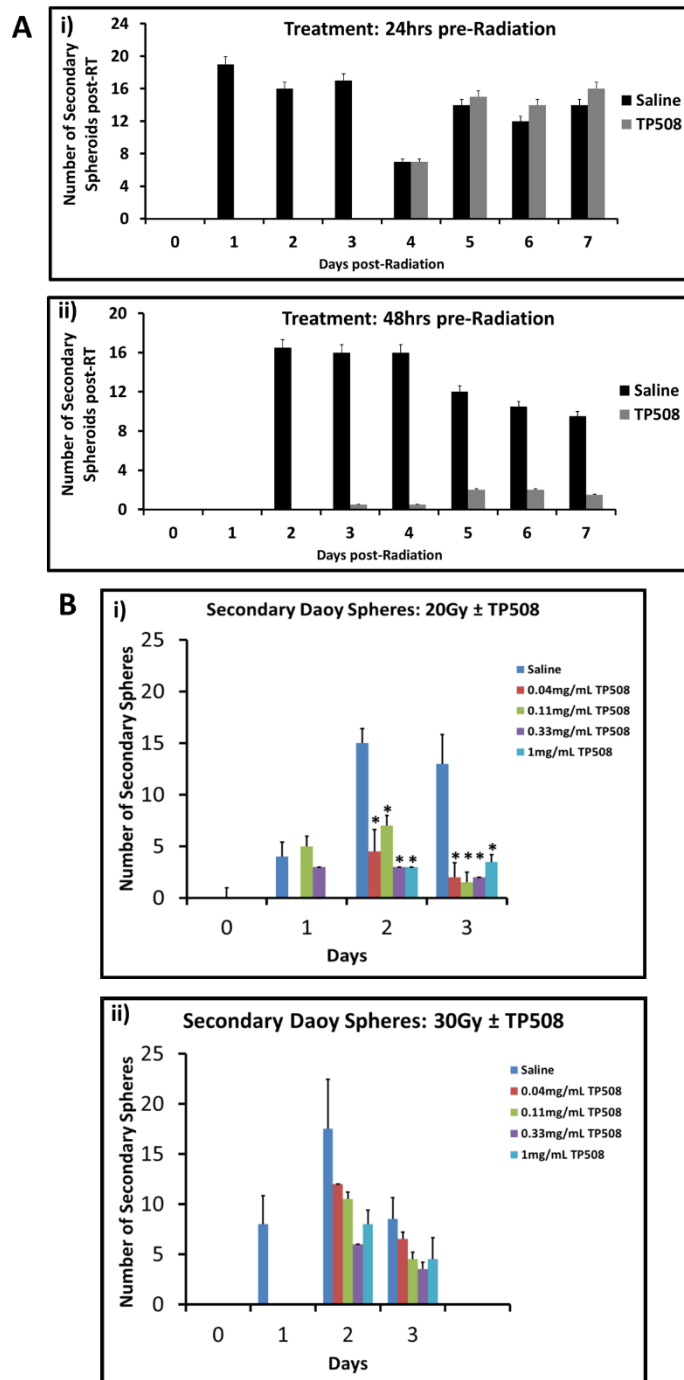 A
i)
Treatment: 24hrs pre-Radiation
Number of Secondary
Spheroids post-RT
24
20
16
12
8
4
0
Saline
TP508
0 1 2 3 4 5 6 7
Days post-Radiation
ii)
Treatment: 48hrs pre-Radiation
Number of Secondary
Spheroids post-RT
20
16
12
8
4
0
Saline
TP508
0 1 2 3 4 5 6 7
Days post-Radiation
B
i)
Secondary Daoy Spheres: 20Gy ± TP508
Number of Secondary Spheres
25
20
15
10
5
0
Saline
0.04mg/mL TP508
0.11mg/mL TP508
0.33mg/mL TP508
1mg/mL TP508
* * * *
* * * *
0 1 2 3
Days
ii)
Secondary Daoy Spheres: 30Gy ± TP508
Number of Secondary Spheres
25
20
15
10
5
0
Saline
0.04mg/mL TP508
0.11mg/mL TP508
0.33mg/mL TP508
1mg/mL TP508
0 1 2 3
Days